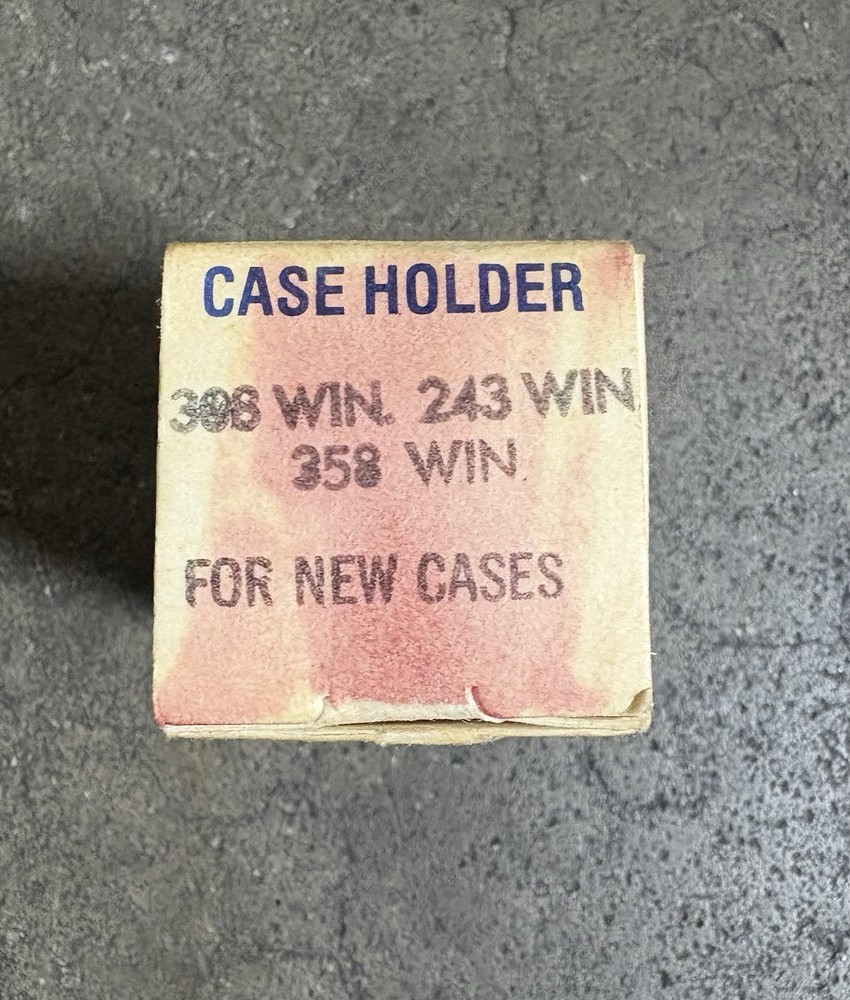 CASE HOLDER
308 WIN. 243 WIN
358 WIN.
FOR NEW CASES